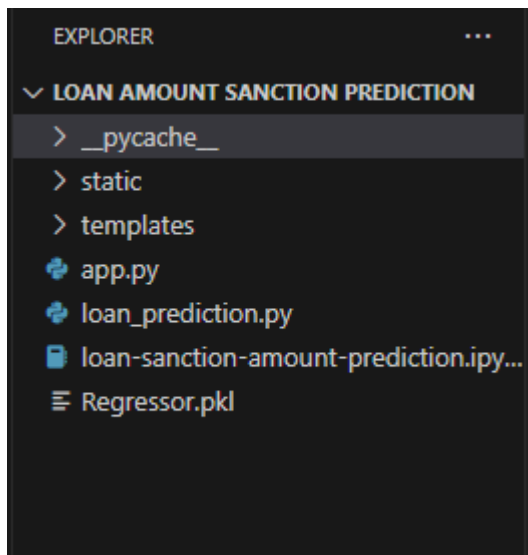 EXPLORER ...
LOAN AMOUNT SANCTION PREDICTION
__pycache__
static
templates
app.py
loan_prediction.py
loan-sanction-amount-prediction.ipy...
Regressor.pkl